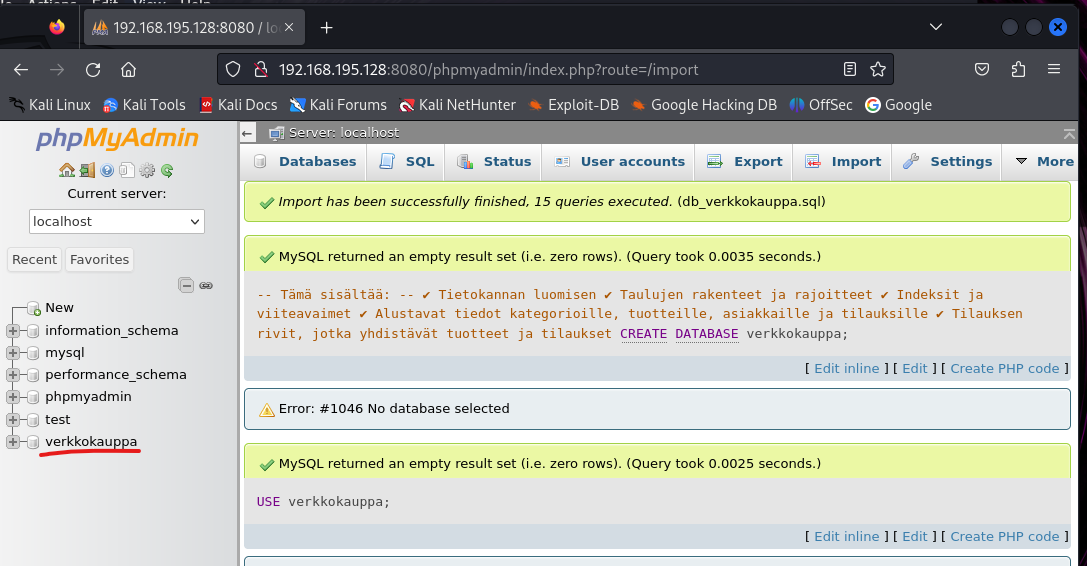 192.168.195.128:8080 / lo
192.168.195.128:8080/phpmyadmin/index.php?route=/import
Kali Linux Kali Tools Kali Docs Kali Forums Kali NetHunter Exploit-DB Google Hacking DB OffSec Google
phpMyAdmin
Current server:
localhost
Recent Favorites
New
information_schema
mysql
performance_schema
phpmyadmin
test
verkkokauppa
Server: localhost
Databases SQL Status User accounts Export Import Settings More
Import has been successfully finished, 15 queries executed. (db_verkkokauppa.sql)
MySQL returned an empty result set (i.e. zero rows). (Query took 0.0035 seconds.)
-- Tämä sisältää: -- ✔ Tietokannan luomisen ✔ Taulujen rakenteet ja rajoitteet ✔ Indeksit ja
viiteavaimet ✔ Alustavat tiedot kategorioille, tuotteille, asiakkaille ja tilauksille ✔ Tilauksen
rivit, jotka yhdistävät tuotteet ja tilaukset CREATE DATABASE verkkokauppa;
[ Edit inline ] [ Edit ] [ Create PHP code ]
Error: #1046 No database selected
MySQL returned an empty result set (i.e. zero rows). (Query took 0.0025 seconds.)
USE verkkokauppa;
[ Edit inline ] [ Edit ] [ Create PHP code ]